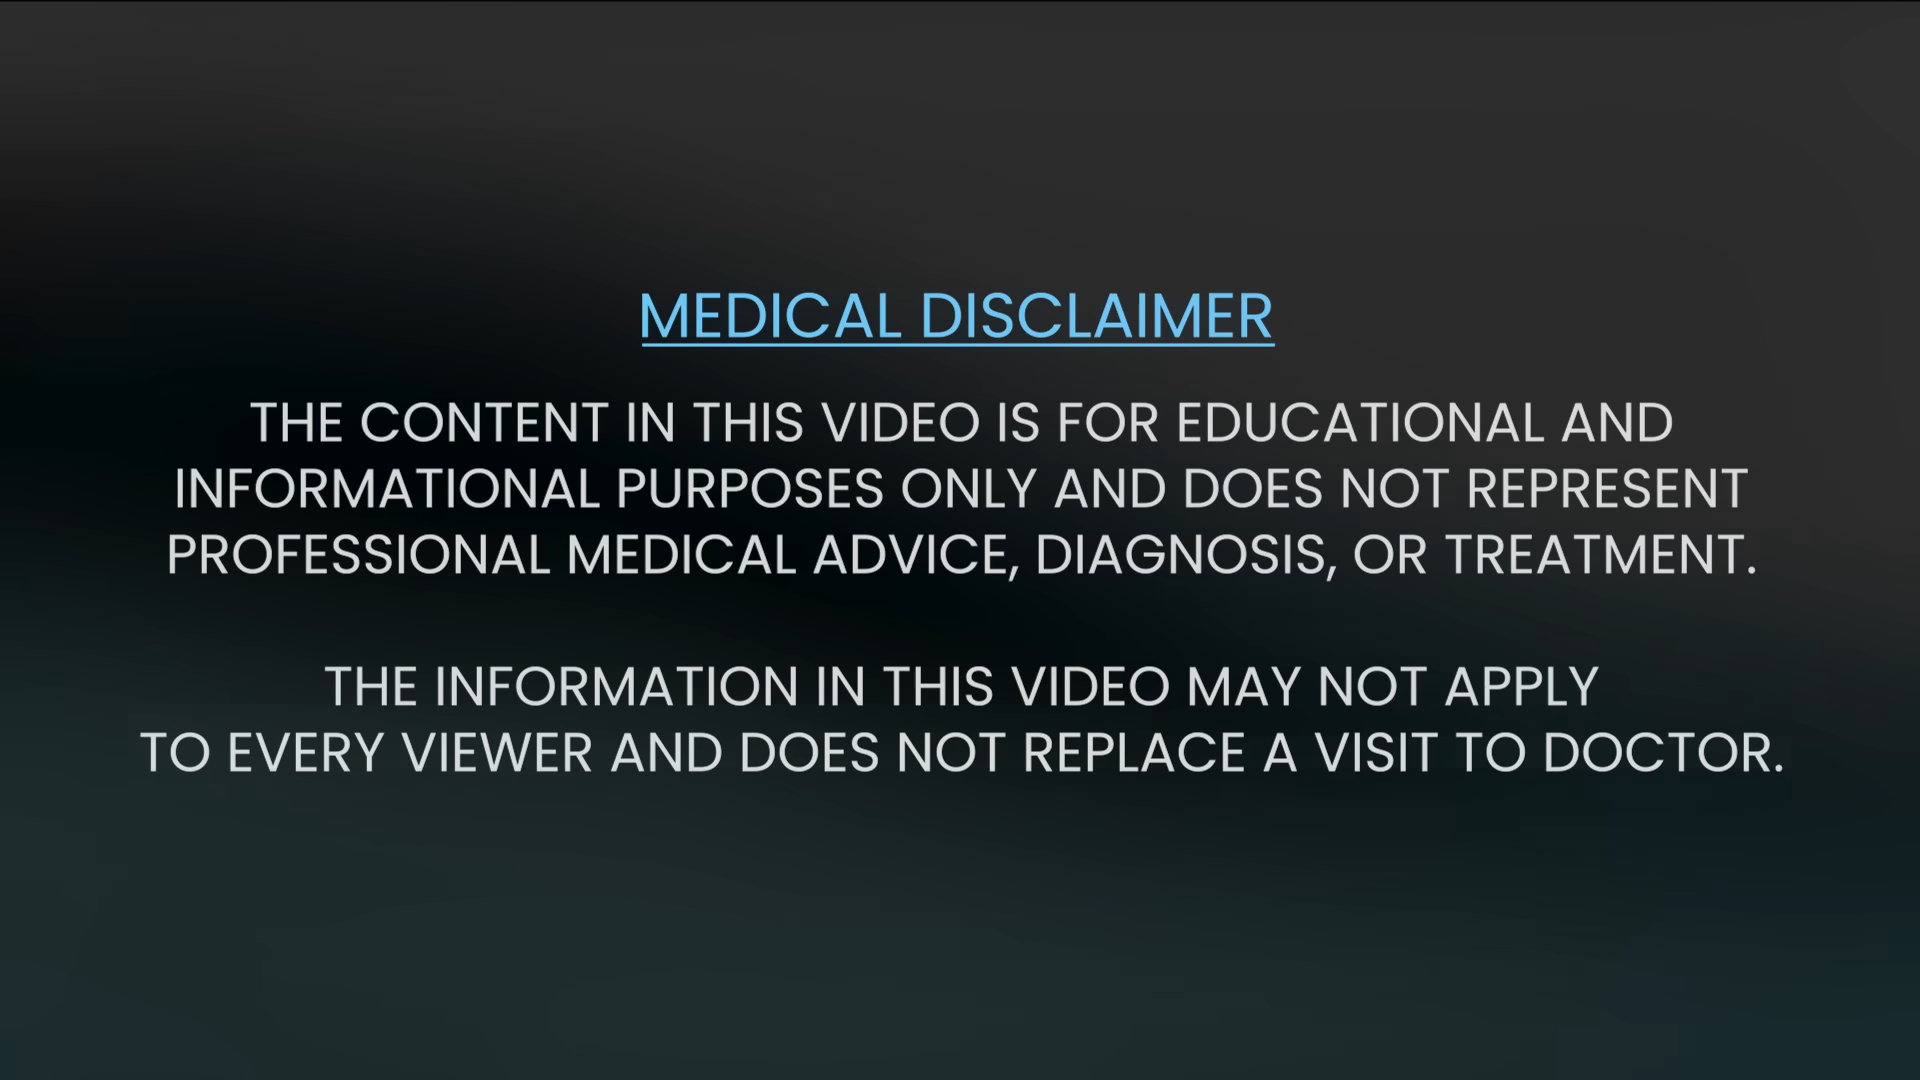 MEDICAL DISCLAIMER
THE CONTENT IN THIS VIDEO IS FOR EDUCATIONAL AND
INFORMATIONAL PURPOSES ONLY AND DOES NOT REPRESENT
PROFESSIONAL MEDICAL ADVICE, DIAGNOSIS, OR TREATMENT.
THE INFORMATION IN THIS VIDEO MAY NOT APPLY
TO EVERY VIEWER AND DOES NOT REPLACE A VISIT TO DOCTOR.